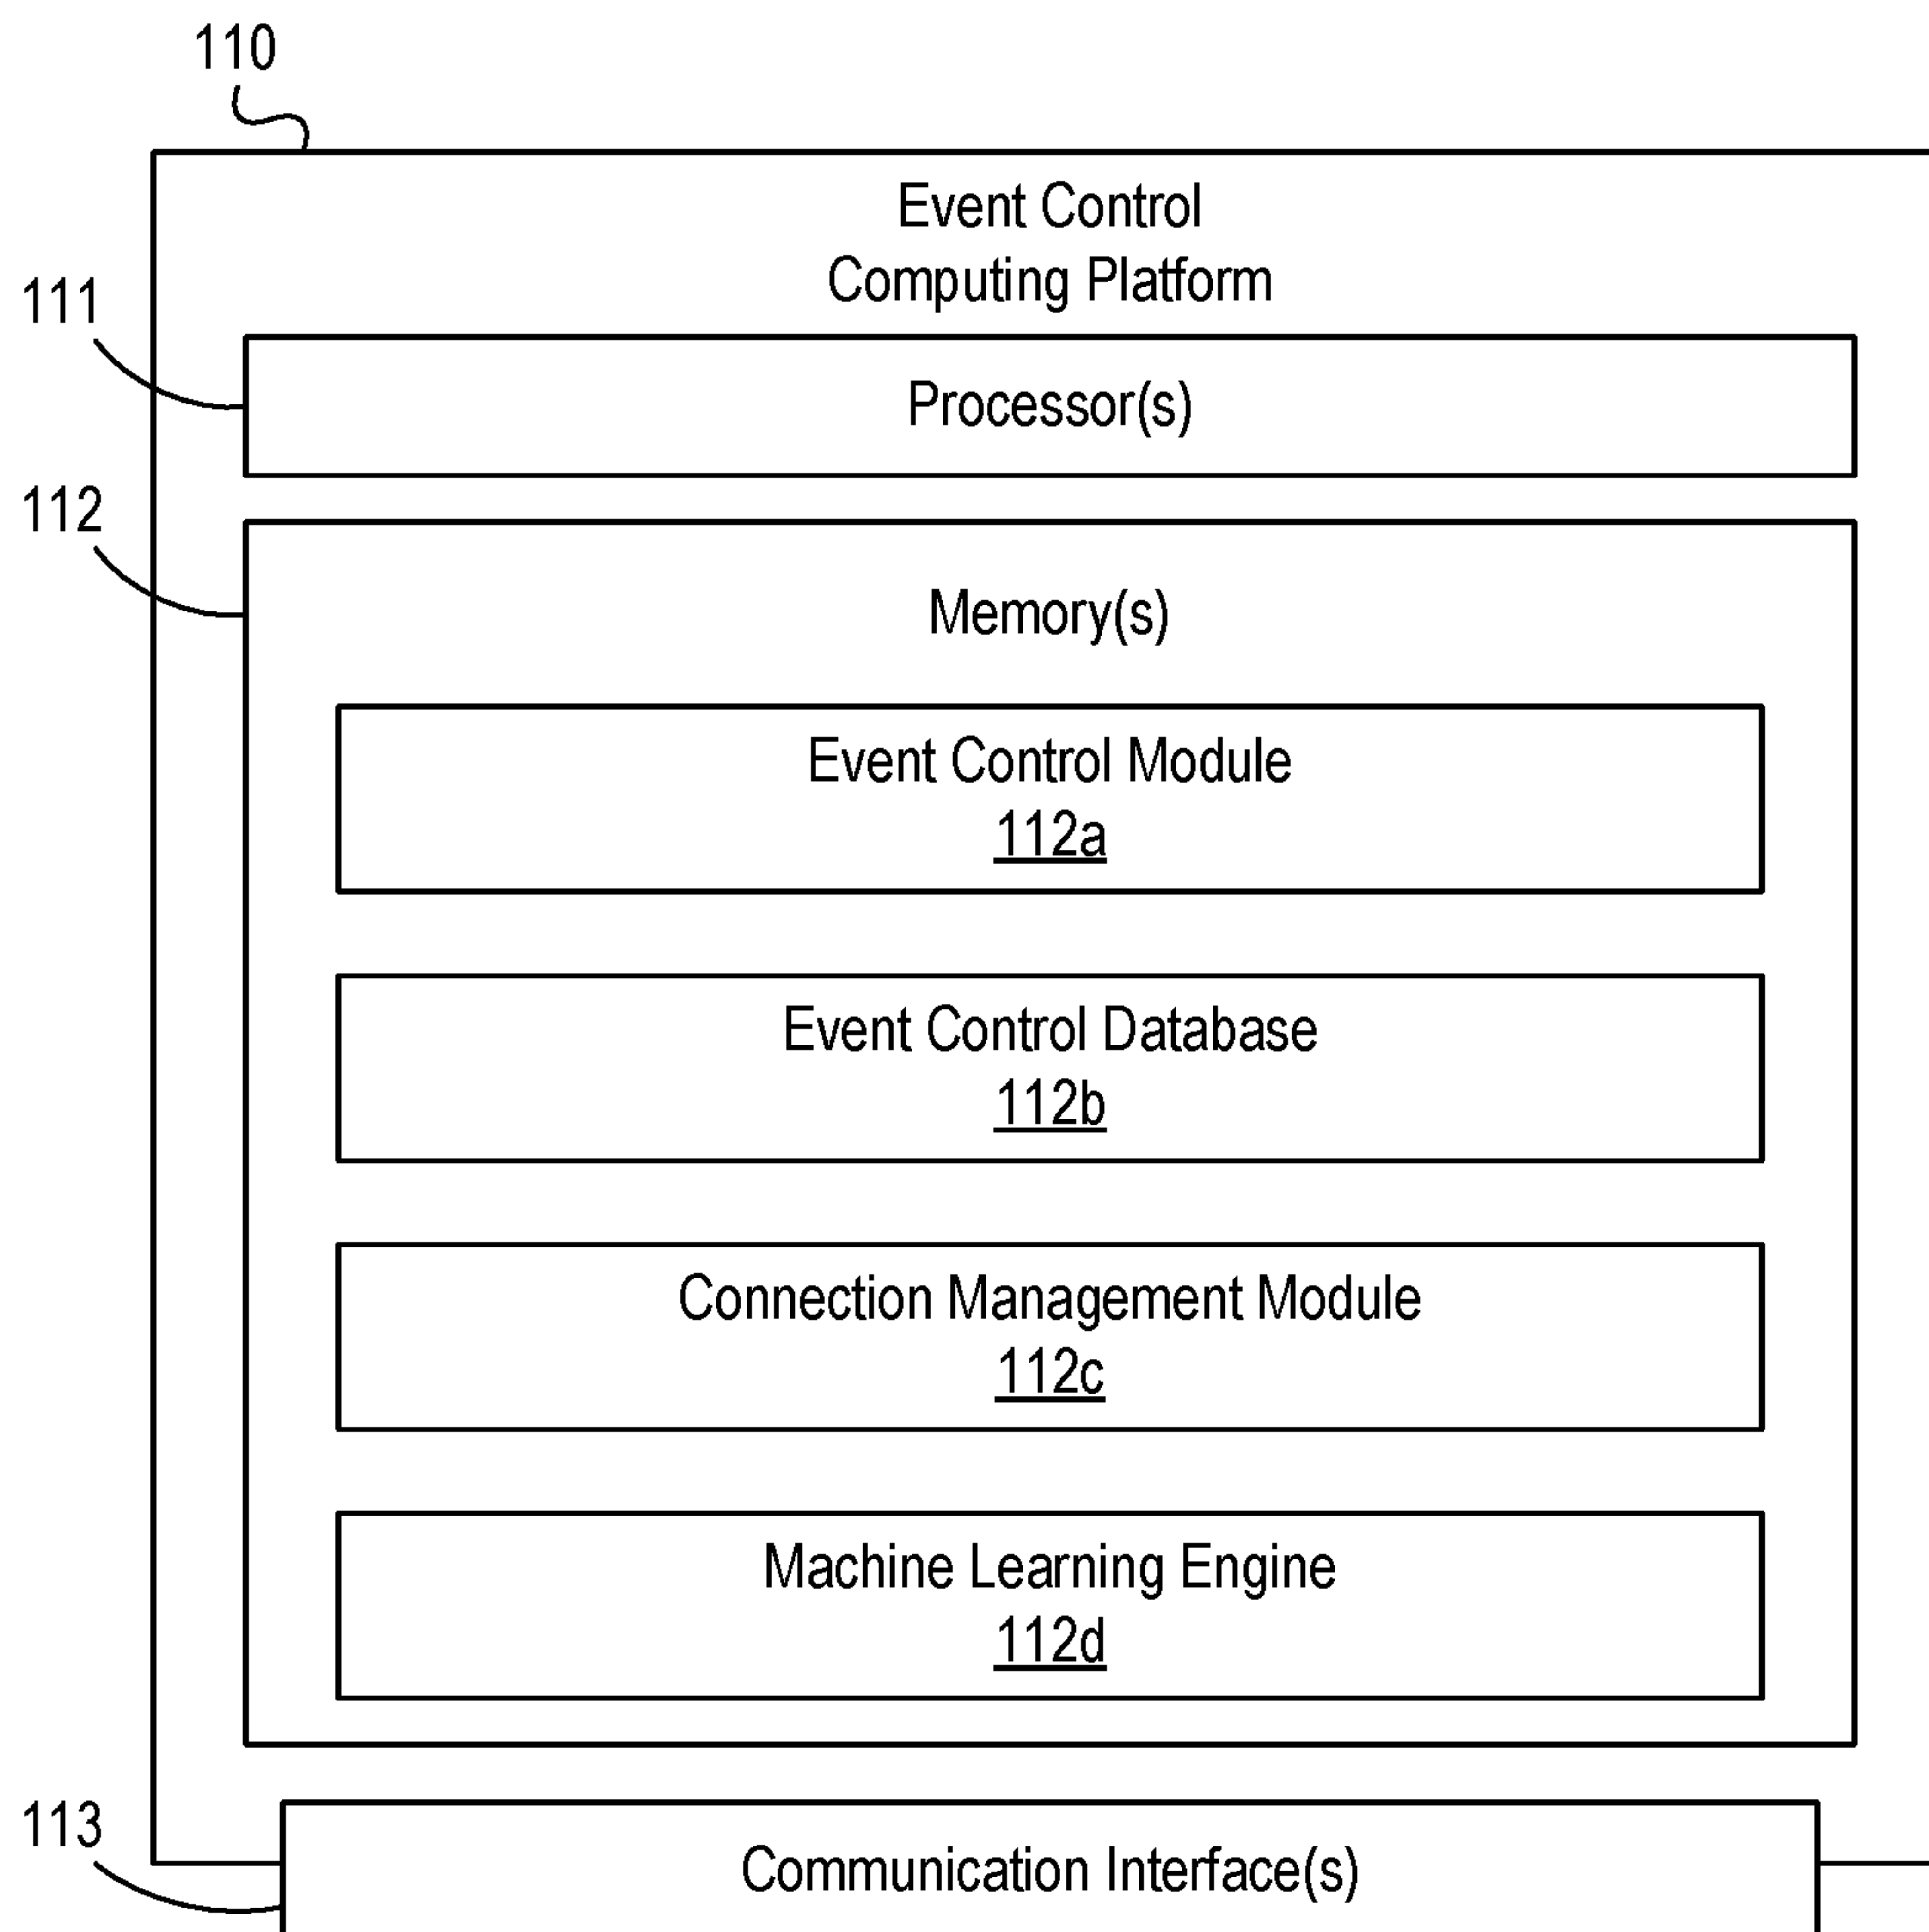 110
Event Control
Computing Platform
111
Processor(s)
112
Memory(s)
Event Control Module
112a
Event Control Database
112b
Connection Management Module
112c
Machine Learning Engine
112d
113
Communication Interface(s)